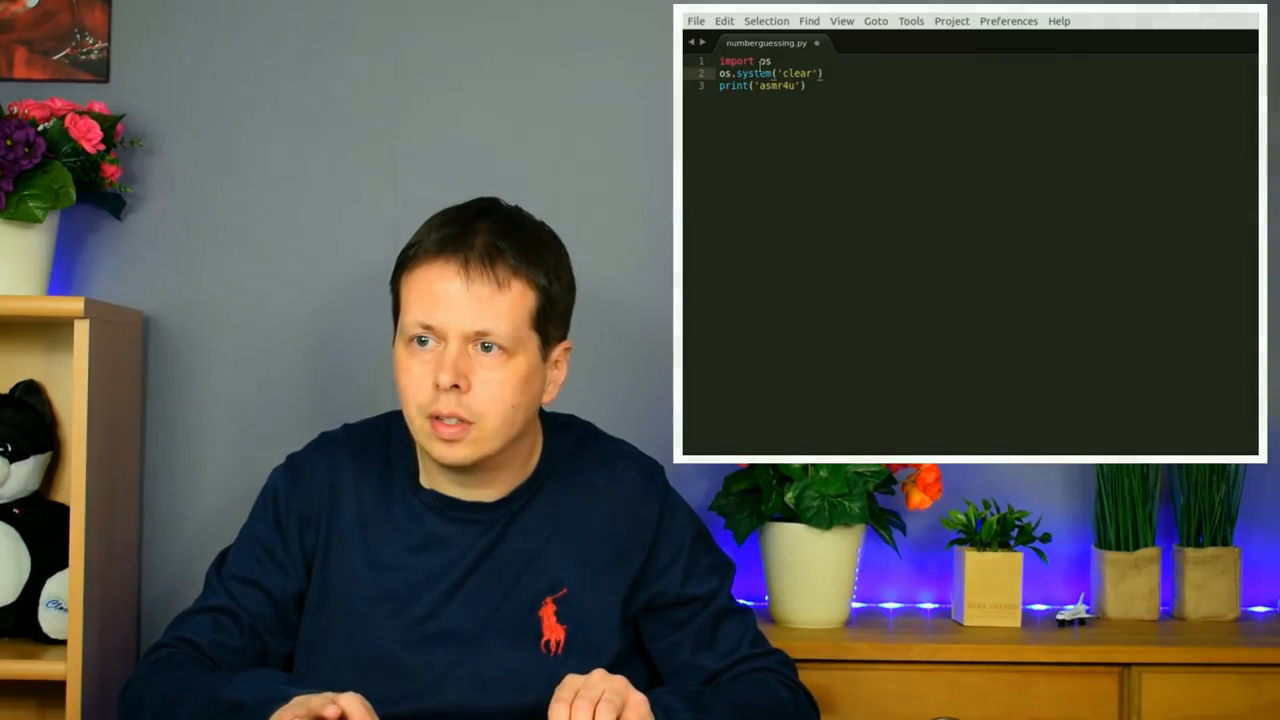 File Edit Selection Find View Goto Tools Project Preferences Help
numberguessing.py
1 import os
2 os.system('clear')
3 print('asmr4u')